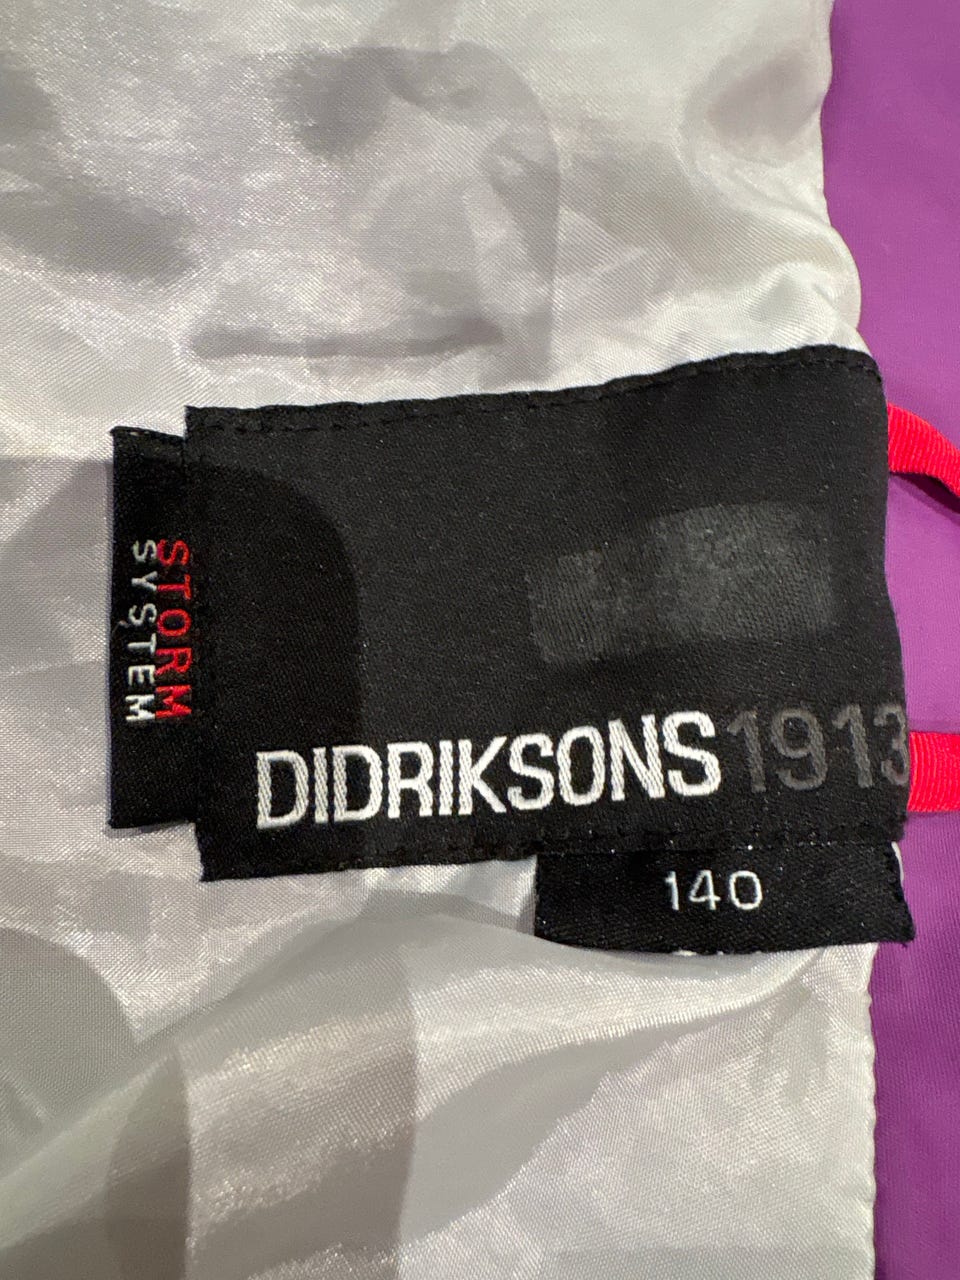 STORM
SYSTEM
DIDRIKSONS1913
140